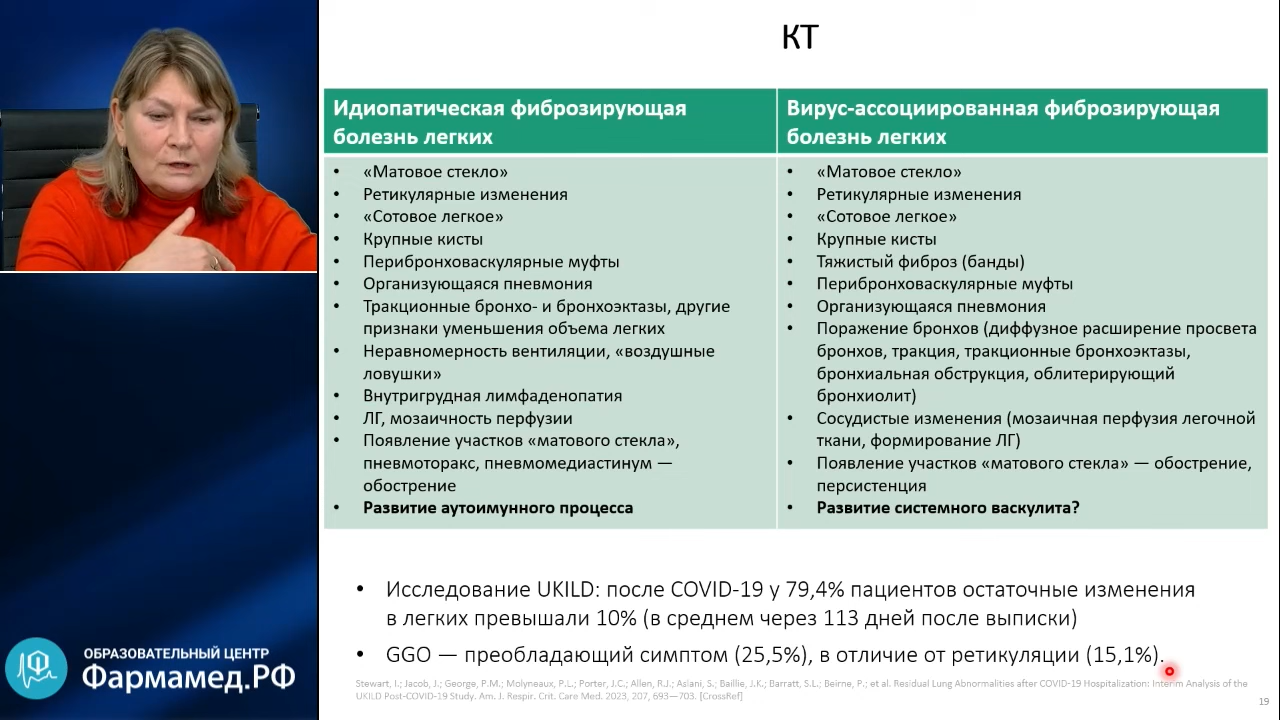 КТ
Идиопатическая фиброзирующая
болезнь легких
• «Матовое стекло»
• Ретикулярные изменения
• «Сотовое легкое»
• Крупные кисты
• Перибронховаскулярные муфты
• Организующаяся пневмония
• Тракционные бронхо- и бронхоэктазы, другие
признаки уменьшения объема легких
• Неравномерность вентиляции, «воздушные
ловушки»
• Внутригрудная лимфаденопатия
• ЛГ, мозаичность перфузии
• Появление участков «матового стекла»,
пневмоторакс, пневмомедиастинум —
обострение
• Развитие аутоимунного процесса
Вирус-ассоциированная фиброзирующая
болезнь легких
• «Матовое стекло»
• Ретикулярные изменения
• «Сотовое легкое»
• Крупные кисты
• Тяжистый фиброз (банды)
• Перибронховаскулярные муфты
• Организующаяся пневмония
• Поражение бронхов (диффузное расширение просвета
бронхов, тракция, тракционные бронхоэктазы,
бронхиальная обструкция, облитерирующий
бронхиолит)
• Сосудистые изменения (мозаичная перфузия легочной
ткани, формирование ЛГ)
• Появление участков «матового стекла» — обострение,
персистенция
• Развитие системного васкулита?
• Исследование UKILD: после COVID-19 у 79,4% пациентов остаточные изменения
в легких превышали 10% (в среднем через 113 дней после выписки)
• GGO — преобладающий симптом (25,5%), в отличие от ретикуляции (15,1%).
Stewart, I.; Jacob, J.; George, P.M.; Molyneaux, P.L.; Porter, J.C.; Allen, R.J.; Aslani, S.; Baillie, J.K.; Barratt, S.L.; Beirne, P.; et al. Residual Lung Abnormalities after COVID-19 Hospitalization: Interim Analysis of the
UKILD Post-COVID-19 Study. Am. J. Respir. Crit. Care Med. 2023, 207, 693—703. [CrossRef]
19
ОБРАЗОВАТЕЛЬНЫЙ ЦЕНТР
Фармамед.РФ